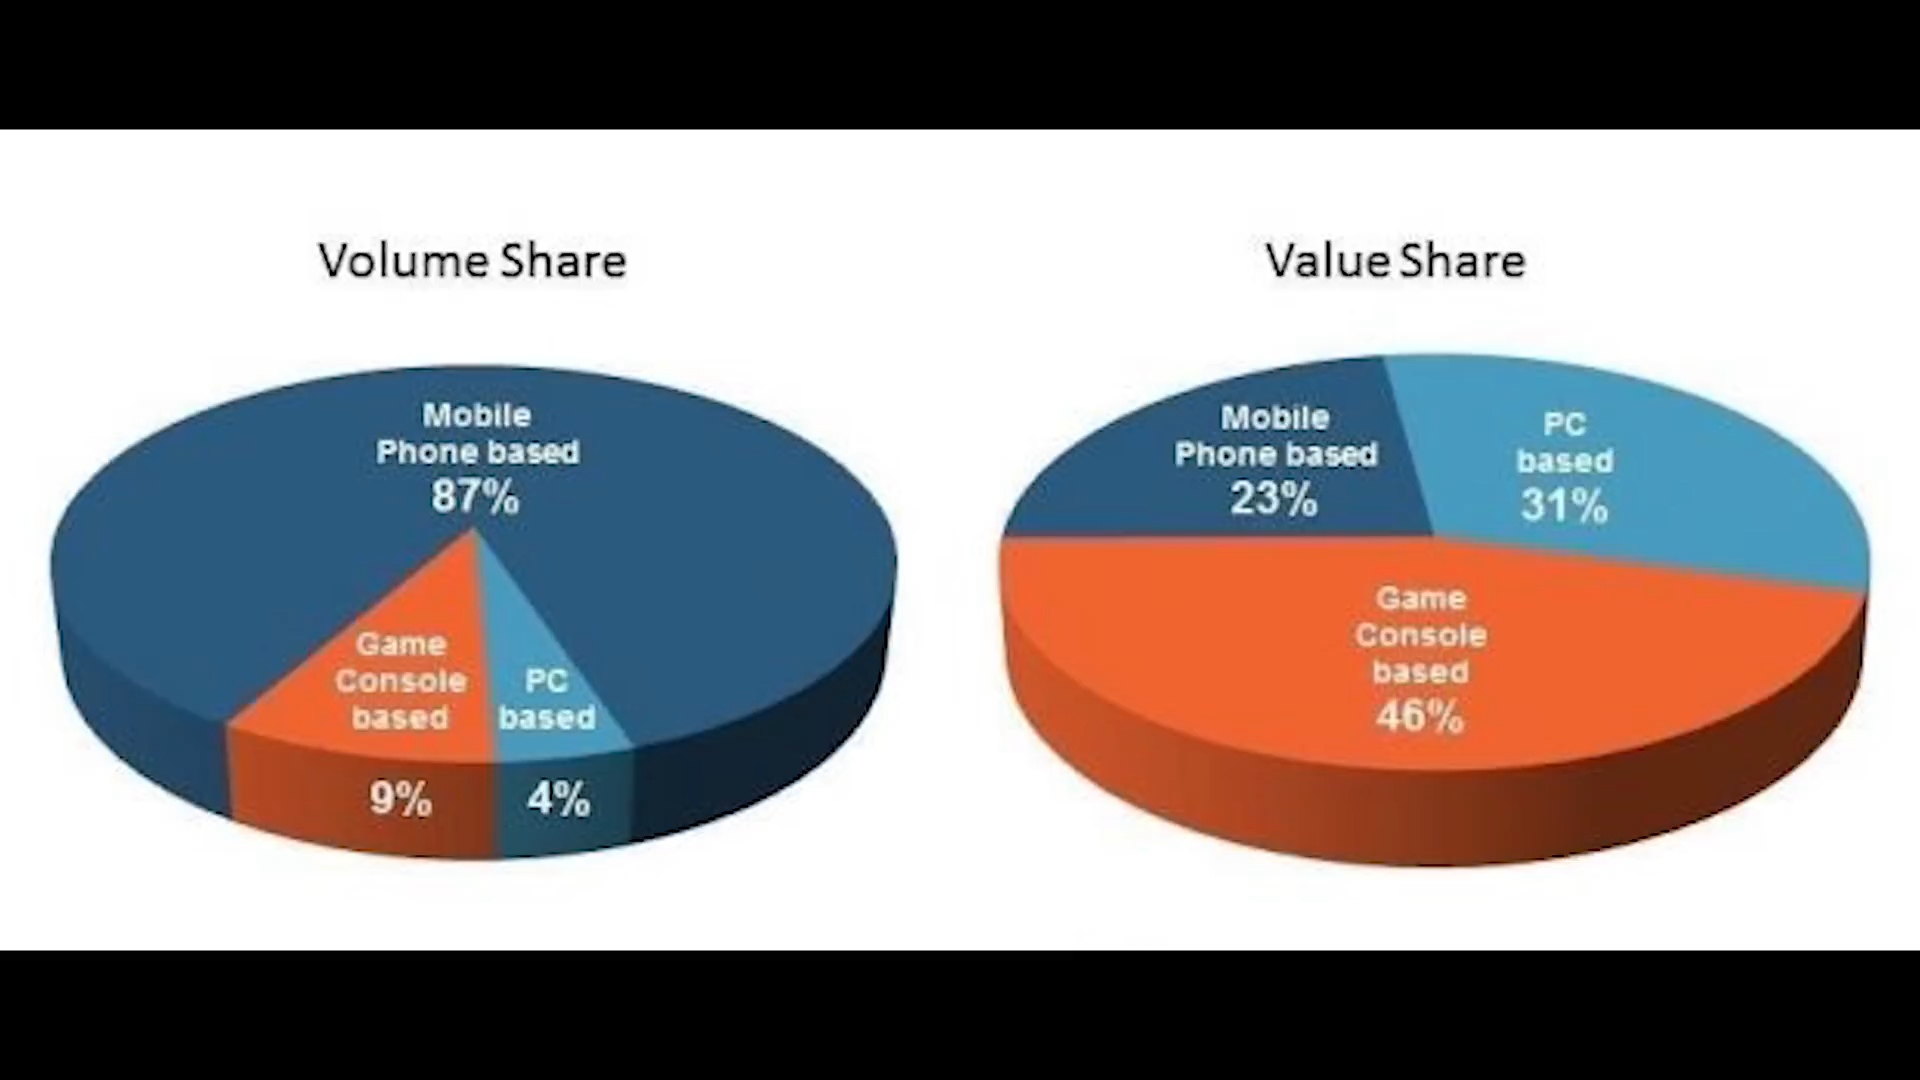 Volume Share
Mobile
Phone based
87%
Game
Console
based
9%
PC
based
4%
Value Share
Mobile
Phone based
23%
PC
based
31%
Game
Console
based
46%